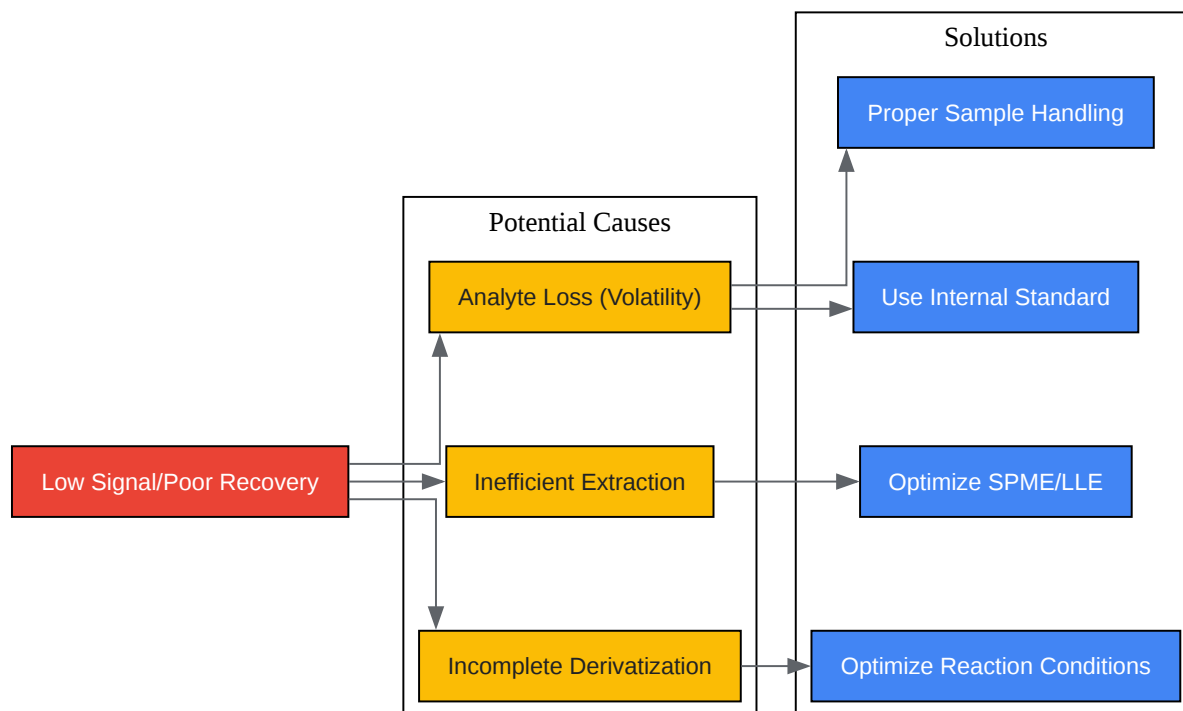 Solutions
Proper Sample Handling
Potential Causes
Analyte Loss (Volatility)
Use Internal Standard
Low Signal/Poor Recovery
Inefficient Extraction
Optimize SPME/LLE
Incomplete Derivatization
Optimize Reaction Conditions